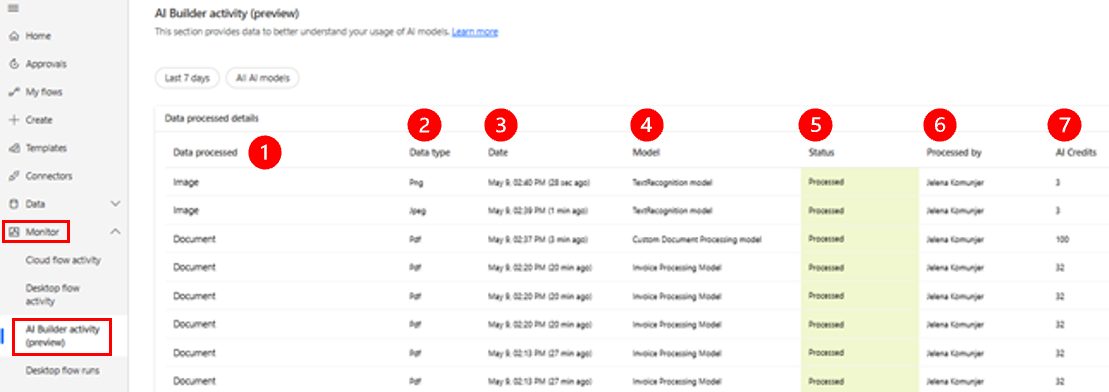 AI Builder activity (preview)
This section provides data to better understand your usage of AI models. Learn more
Home
Approvals
My flows
Create
Templates
Connectors
Data
Monitor
Cloud flow activity
Desktop flow
activity
AI Builder activity
(preview)
Desktop flow runs
Last 7 days All AI models
Data processed details
1 2 3 4 5 6 7
Data processed Data type Date Model Status Processed by AI Credits
Image Png May 9, 02:40 PM (28 sec ago) TextRecognition model Processed Jelena Komunjer 3
Image Jpeg May 9, 02:39 PM (1 min ago) TextRecognition model Processed Jelena Komunjer 3
Document Pdf May 9, 02:37 PM (3 min ago) Custom Document Processing model Processed Jelena Komunjer 100
Document Pdf May 9, 02:20 PM (20 min ago) Invoice Processing Model Processed Jelena Komunjer 32
Document Pdf May 9, 02:20 PM (20 min ago) Invoice Processing Model Processed Jelena Komunjer 32
Document Pdf May 9, 02:20 PM (20 min ago) Invoice Processing Model Processed Jelena Komunjer 32
Document Pdf May 9, 02:13 PM (27 min ago) Invoice Processing Model Processed Jelena Komunjer 32
Document Pdf May 9, 02:13 PM (27 min ago) Invoice Processing Model Processed Jelena Komunjer 32